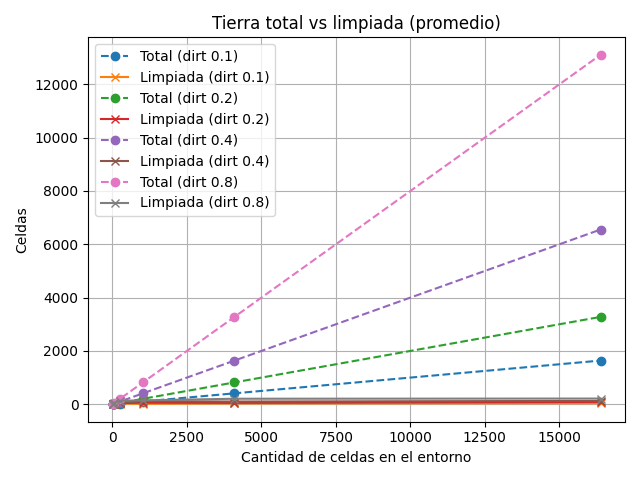 Tierra total vs limpiada (promedio)
Total (dirt 0.1)
Limpiada (dirt 0.1)
Total (dirt 0.2)
Limpiada (dirt 0.2)
Total (dirt 0.4)
Limpiada (dirt 0.4)
Total (dirt 0.8)
Limpiada (dirt 0.8)
Celdas
12000
10000
8000
6000
4000
2000
0
0
2500
5000
7500
10000
12500
15000
Cantidad de celdas en el entorno